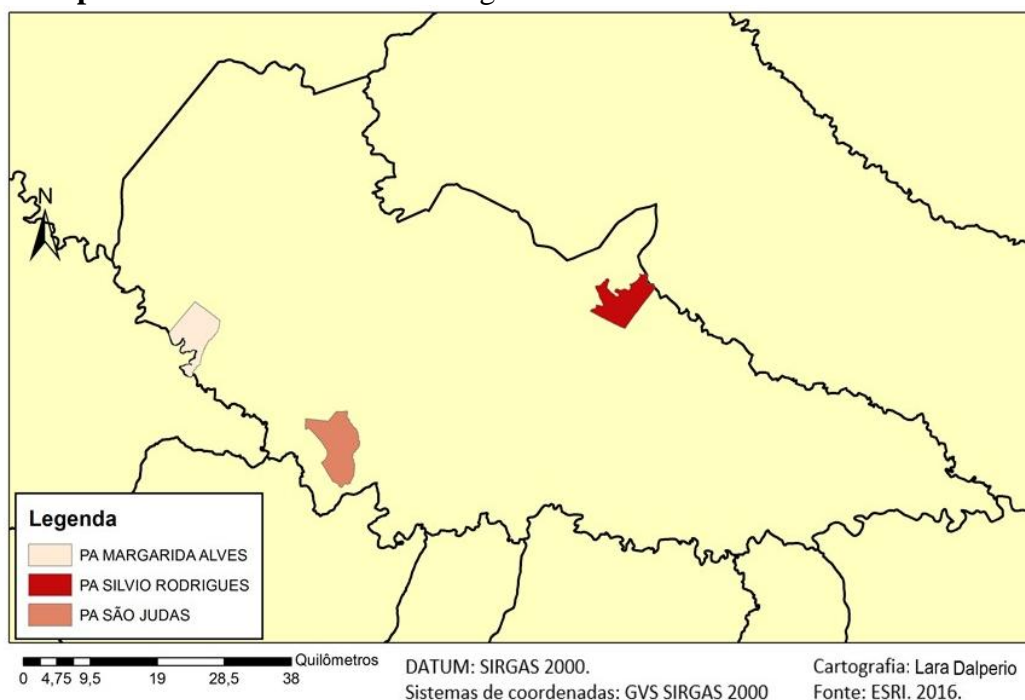 N
Legenda
PA MARGARIDA ALVES
PA SILVIO RODRIGUES
PA SÃO JUDAS
Quilômetros
0 4,75 9,5 19 28,5 38
DATUM: SIRGAS 2000.
Sistemas de coordenadas: GVS SIRGAS 2000
Cartografia: Lara Dalperio
Fonte: ESRI, 2016.